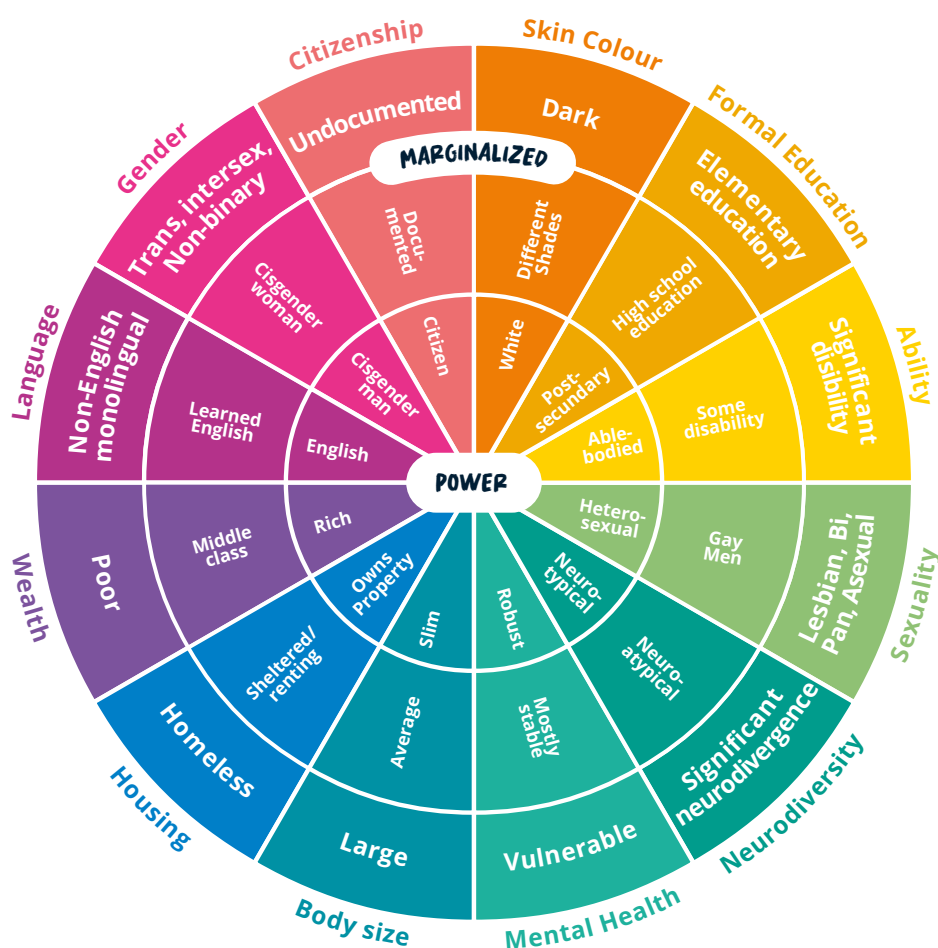 Citizenship
Undocumented
Docu-
mented
Citizen
Skin Colour
Dark
Different
Shades
White
Formal Education
Elementary
education
High school
education
Post-
secundary
Ability
Significant
disibility
Some
disability
Able-
bodied
Sexuality
Lesbian, Bi,
Pan, Asexual
Gay
Men
Hetero-
sexual
Neurodiversity
Significant
neurodivergence
Neuro-
atypical
Neuro-
typical
Mental Health
Vulnerable
Mostly
stable
Robust
Body size
Large
Average
Slim
Housing
Homeless
Sheltered/
renting
Owns
Property
Wealth
Poor
Middle
class
Rich
Language
Non-English
monolingual
Learned
English
English
Gender
Trans, intersex,
Non-binary
Cisgender
woman
Cisgender
man
MARGINALIZED
POWER